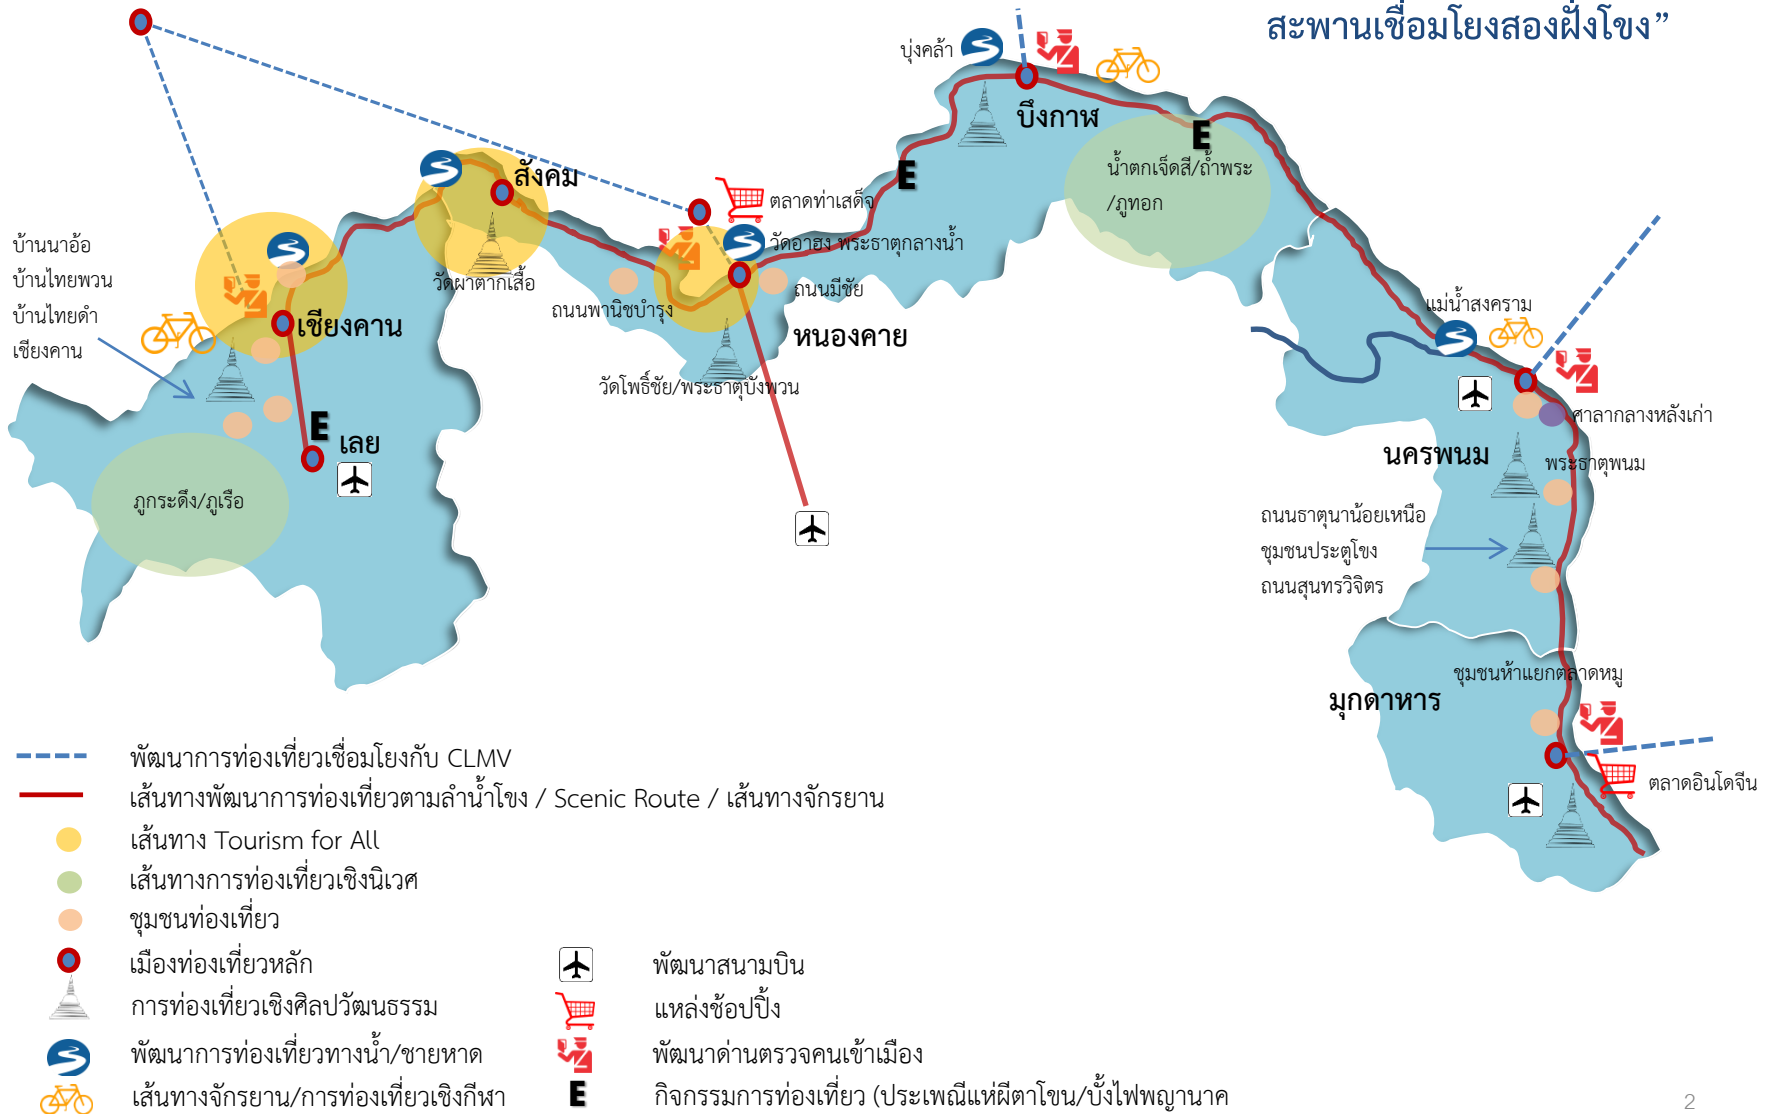 สะพานเชื่อมโยงสองฝั่งโขง”
บุ่งคล้า
บึงกาฬ
น้ำตกเจ็ดสี/ถ้ำพระ
/ภูทอก
สังคม
ตลาดท่าเสด็จ
วัดอาฮง พระธาตุกลางน้ำ
ถนนมีชัย
วัดผาตากเสื้อ
ถนนพานิชบำรุง
หนองคาย
วัดโพธิ์ชัย/พระธาตุบังพวน
บ้านนาอ้อ
บ้านไทยพวน
บ้านไทยดำ
เชียงคาน
เชียงคาน
E
เลย
ภูกระดึง/ภูเรือ
E
E
แม่น้ำสงคราม
ศาลากลางหลังเก่า
นครพนม
พระธาตุพนม
ถนนธาตุนาน้อยเหนือ
ชุมชนประตูโขง
ถนนสุนทรวิจิตร
ชุมชนห้าแยกตลาดหมู
มุกดาหาร
ตลาดอินโดจีน
พัฒนาการท่องเที่ยวเชื่อมโยงกับ CLMV
เส้นทางพัฒนาการท่องเที่ยวตามลำน้ำโขง / Scenic Route / เส้นทางจักรยาน
เส้นทาง Tourism for All
เส้นทางการท่องเที่ยวเชิงนิเวศ
ชุมชนท่องเที่ยว
เมืองท่องเที่ยวหลัก
การท่องเที่ยวเชิงศิลปวัฒนธรรม
พัฒนาการท่องเที่ยวทางน้ำ/ชายหาด
เส้นทางจักรยาน/การท่องเที่ยวเชิงกีฬา
พัฒนาสนามบิน
แหล่งช้อปปิ้ง
พัฒนาด่านตรวจคนเข้าเมือง
E กิจกรรมการท่องเที่ยว (ประเพณีแห่ผีตาโขน/บั้งไฟพญานาค
2